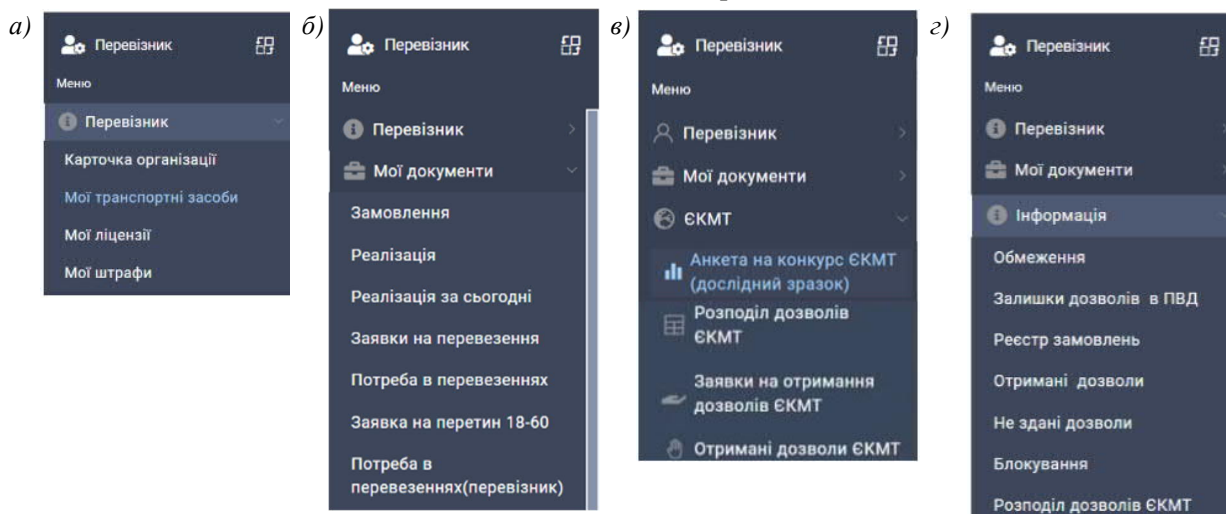 а)
Перевізник
Меню
Перевізник
Карточка організації
Мої транспортні засоби
Мої ліцензії
Мої штрафи
б)
Перевізник
Меню
Перевізник
Мої документи
Замовлення
Реалізація
Реалізація за сьогодні
Заявки на перевезення
Потреба в перевезеннях
Заявка на перетин 18-60
Потреба в
перевезеннях(перевізник)
в)
Перевізник
Меню
Перевізник
Мої документи
ЄКМТ
Анкета на конкурс ЄКМТ
(дослідний зразок)
Розподіл дозволів
ЄКМТ
Заявки на отримання
дозволів ЄКМТ
Отримані дозволи ЄКМТ
г)
Перевізник
Меню
Перевізник
Мої документи
Інформація
Обмеження
Залишки дозволів в ПВД
Реєстр замовлень
Отримані дозволи
Не здані дозволи
Блокування
Розподіл дозволів ЄКМТ